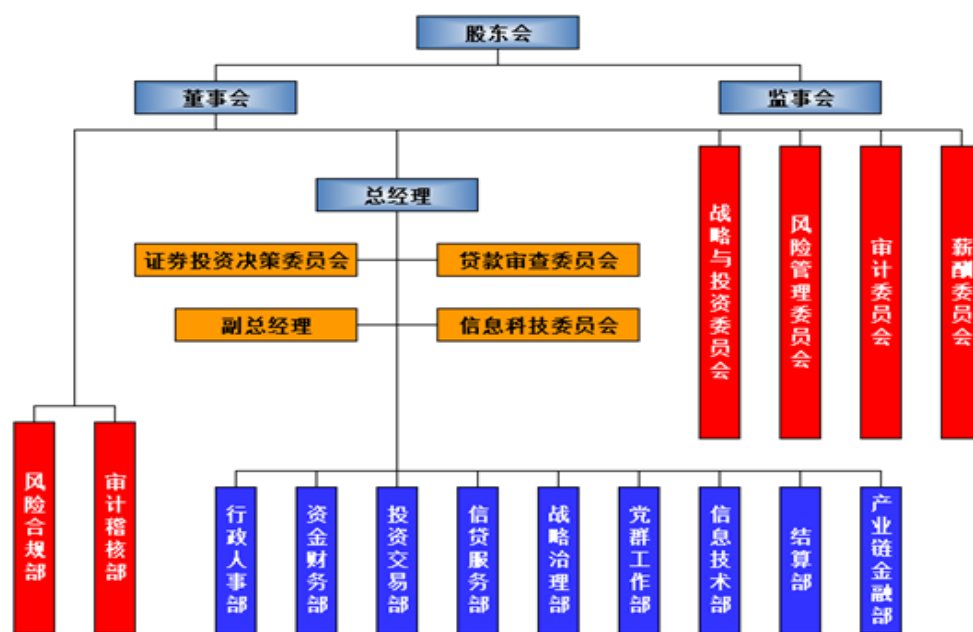 股东会
董事会
监事会
总经理
证券投资决策委员会
贷款审查委员会
副总经理
信息科技委员会
战略与投资委员会
风险管理委员会
审计委员会
薪酬委员会
风险合规部
审计稽核部
行政人事部
资金财务部
投资交易部
信贷服务部
战略治理部
党群工作部
信息技术部
结算部
产业链金融部